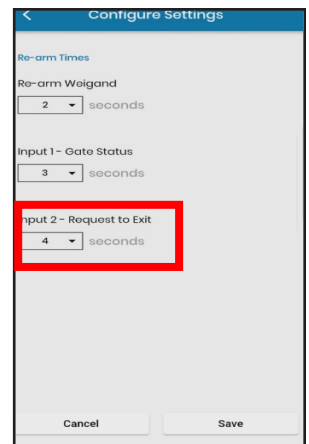 Configure Settings
Re-arm Times
Re-arm Weigand
2 seconds
Input 1 - Gate Status
3 seconds
Input 2 - Request to Exit
4 seconds
Cancel Save